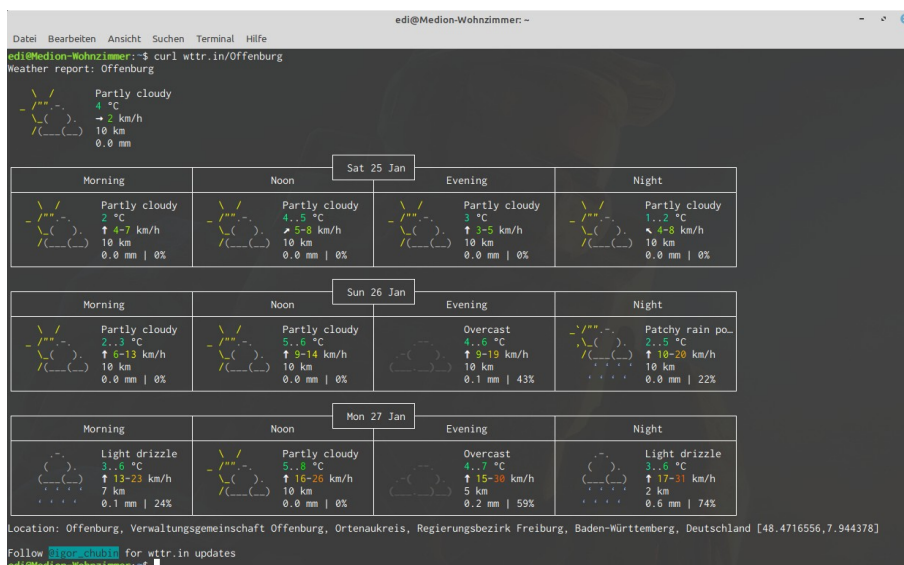 edi@Medion-Wohnzimmer: ~
Datei Bearbeiten Ansicht Suchen Terminal Hilfe
edi@Medion-Wohnzimmer:~$ curl wttr.in/Offenburg
Weather report: Offenburg
Partly cloudy
4 °C
→ 2 km/h
10 km
0.0 mm
Sat 25 Jan
Morning Noon Evening Night
Partly cloudy Partly cloudy Partly cloudy Partly cloudy
2 °C 4..5 °C 3 °C 1..2 °C
↑ 4-7 km/h ↗ 5-8 km/h ↑ 3-5 km/h ↖ 4-8 km/h
10 km 10 km 10 km 10 km
0.0 mm | 0% 0.0 mm | 0% 0.0 mm | 0% 0.0 mm | 0%
Sun 26 Jan
Morning Noon Evening Night
Partly cloudy Partly cloudy Overcast Patchy rain po…
2..3 °C 5..6 °C 4..6 °C 2..5 °C
↑ 6-13 km/h ↑ 9-14 km/h ↑ 9-19 km/h ↑ 10-20 km/h
10 km 10 km 10 km 10 km
0.0 mm | 0% 0.0 mm | 0% 0.1 mm | 43% 0.0 mm | 22%
Mon 27 Jan
Morning Noon Evening Night
Light drizzle Partly cloudy Overcast Light drizzle
3..6 °C 5..8 °C 4..7 °C 3..6 °C
↑ 13-23 km/h ↑ 16-26 km/h ↑ 15-30 km/h ↑ 17-31 km/h
7 km 10 km 5 km 2 km
0.1 mm | 24% 0.0 mm | 0% 0.2 mm | 59% 0.6 mm | 74%
Location: Offenburg, Verwaltungsgemeinschaft Offenburg, Ortenaukreis, Regierungsbezirk Freiburg, Baden-Württemberg, Deutschland [48.4716556,7.944378]
Follow @igor_chubin for wttr.in updates
edi@Medion-Wohnzimmer:~$